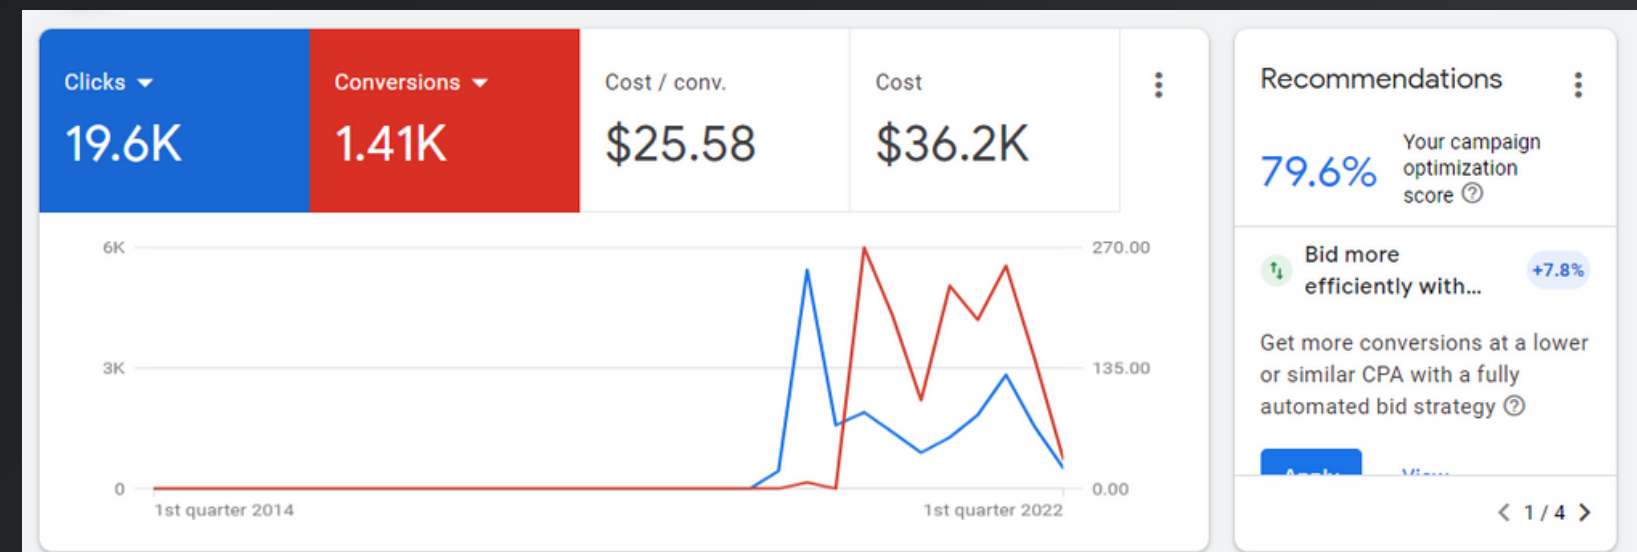 Clicks
19.6K
Conversions
1.41K
Cost / conv.
$25.58
Cost
$36.2K
6K
3K
0
270.00
135.00
0.00
1st quarter 2014
1st quarter 2022
Recommendations
79.6%
Your campaign
optimization
score
Bid more
efficiently with...
+7.8%
Get more conversions at a lower
or similar CPA with a fully
automated bid strategy
Apply
View
1 / 4